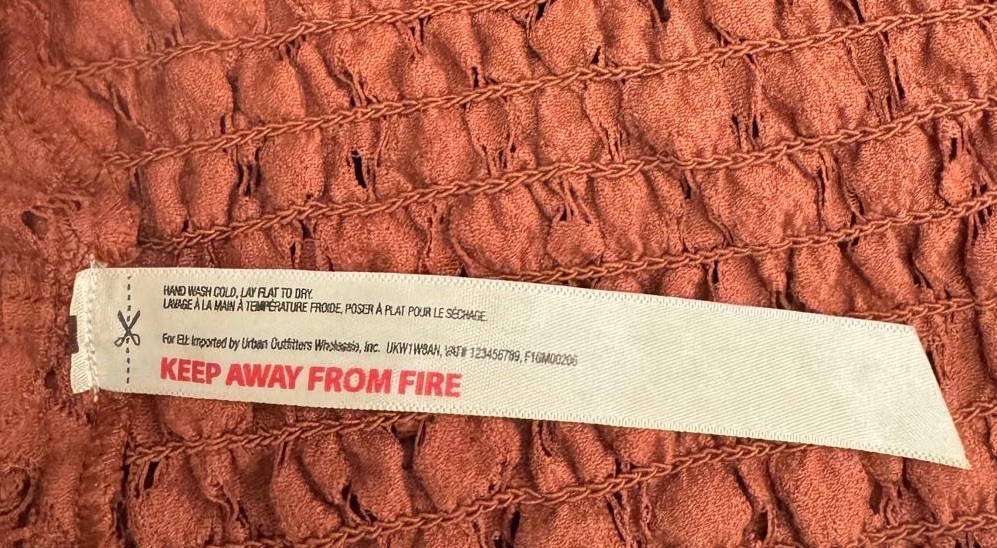 HAND WASH COLD, LAY FLAT TO DRY.
LAVAGE À LA MAIN À TEMPÉRATURE FROIDE, POSER À PLAT POUR LE SÉCHAGE.
For EU: Imported by Urban Outfitters Wholesale, Inc. UKW1W8AN, VAT# 123456789, F16M00206
KEEP AWAY FROM FIRE